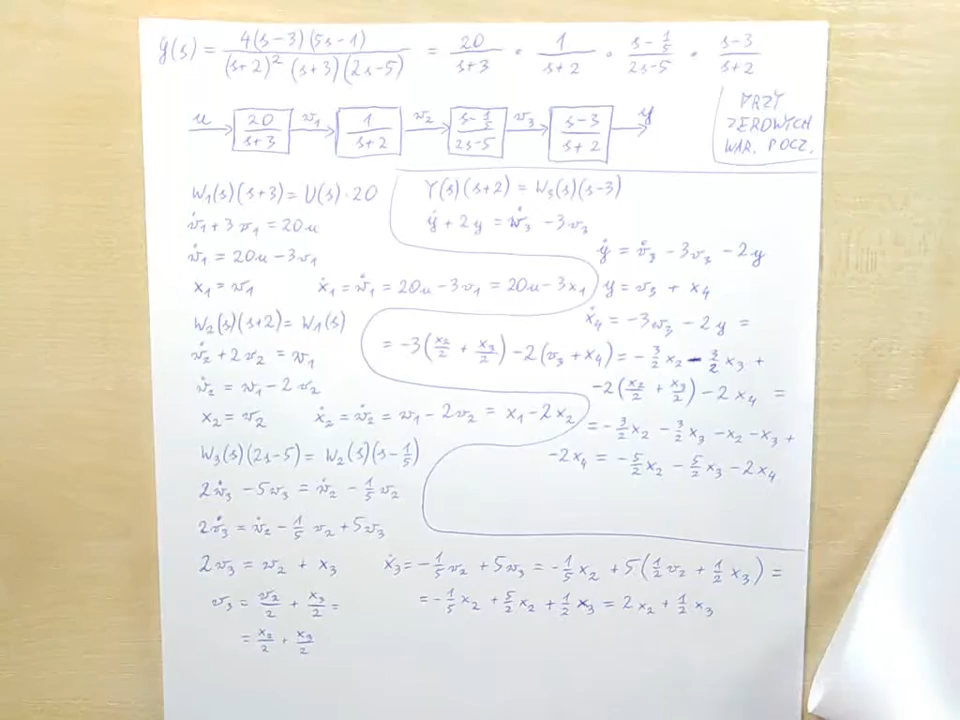 g(s) = 4(s-3)(5s-1) / (s+2)² (s+3)(2s-5) = 20/(s+3) · 1/(s+2) · (s-1/5)/(2s-5) · (s-3)/(s+2)
u → 20/(s+3) → v₁ → 1/(s+2) → v₂ → (s-1/5)/(2s-5) → v₃ → (s-3)/(s+2) → y
PRZY
ZEROWYCH
WAR. POCZ.
W₁(s)(s+3) = U(s)·20
v̇₁ + 3v₁ = 20u
v̇₁ = 20u - 3v₁
x₁ = v₁ ẋ₁ = v̇₁ = 20u - 3v₁ = 20u - 3x₁
W₂(s)(s+2) = W₁(s)
v̇₂ + 2v₂ = v₁
v̇₂ = v₁ - 2v₂
x₂ = v₂ ẋ₂ = v̇₂ = v₁ - 2v₂ = x₁ - 2x₂
W₃(s)(2s-5) = W₂(s)(s-1/5)
2v̇₃ - 5v₃ = v̇₂ - 1/5 v₂
2v̇₃ = v̇₂ - 1/5 v₂ + 5v₃
2v₃ = v₂ + x₃ ẋ₃ = -1/5 v₂ + 5v₃ = -1/5 x₂ + 5(1/2 v₂ + 1/2 x₃) =
v₃ = v₂/2 + x₃/2 = = -1/5 x₂ + 5/2 x₂ + 1/2 x₃ = 2x₂ + 1/2 x₃
= x₂/2 + x₃/2
Y(s)(s+2) = W₃(s)(s-3)
ẏ + 2y = v̇₃ - 3v₃
ẏ = v̇₃ - 3v₃ - 2y
y = v₃ + x₄
ẋ₄ = -3v₃ - 2y =
= -3(x₂/2 + x₃/2) - 2(v₃ + x₄) = -3/2 x₂ - 3/2 x₃ +
-2(x₂/2 + x₃/2) - 2x₄ =
= -3/2 x₂ - 3/2 x₃ - x₂ - x₃ +
-2x₄ = -5/2 x₂ - 5/2 x₃ - 2x₄